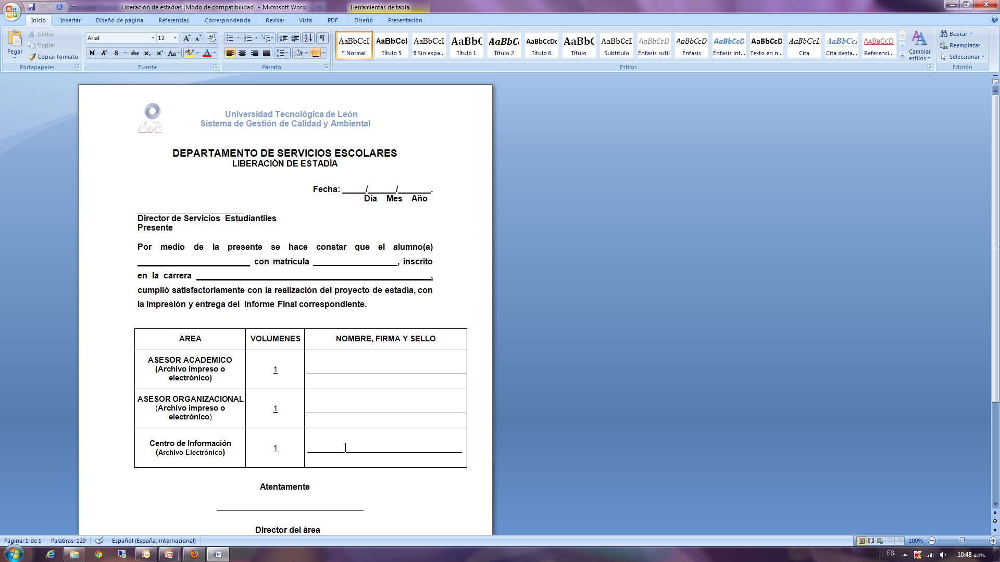 Liberación de estadias [Modo de compatibilidad] - Microsoft Word
Herramientas de tabla
Inicio Insertar Diseño de página Referencias Correspondencia Revisar Vista PDF Diseño Presentación
Pegar
Cortar
Copiar
Copiar formato
Portapapeles
Arial 12
N K S abc x₂ x² Aa
Fuente
Párrafo
AaBbCcI AaBbCcI AaBbCcI AaBbC AaBbCc AaBbCcDc AaBbC AaBbCcI AaBbCcD AaBbCcD AaBbCcD AaBbCcD AaBbCcI AaBbCcI AABBCCD
¶ Normal Título 5 ¶ Sin espa... Título 1 Título 2 Título 6 Título Subtítulo Énfasis sutil Énfasis Énfasis int... Texto en n... Cita Cita desta... Referenci...
Estilos
Cambiar estilos
Buscar
Reemplazar
Seleccionar
Edición
UTL
Universidad Tecnológica de León
Sistema de Gestión de Calidad y Ambiental
DEPARTAMENTO DE SERVICIOS ESCOLARES
LIBERACIÓN DE ESTADÍA
Fecha: _____/______/_______.
Día Mes Año
Director de Servicios Estudiantiles
Presente
Por medio de la presente se hace constar que el alumno(a)
________________________ con matrícula __________________, inscrito
en la carrera __________________________________________________,
cumplió satisfactoriamente con la realización del proyecto de estadía, con
la impresión y entrega del Informe Final correspondiente.
ÁREA VOLÚMENES NOMBRE, FIRMA Y SELLO
ASESOR ACADÉMICO
(Archivo impreso o
electrónico)
1
ASESOR ORGANIZACIONAL
(Archivo impreso o
electrónico)
1
Centro de Información
(Archivo Electrónico)
1
Atentamente
Director del área
Página: 1 de 1 Palabras: 129 Español (España, internacional) 100%
ES 10:48 a.m.